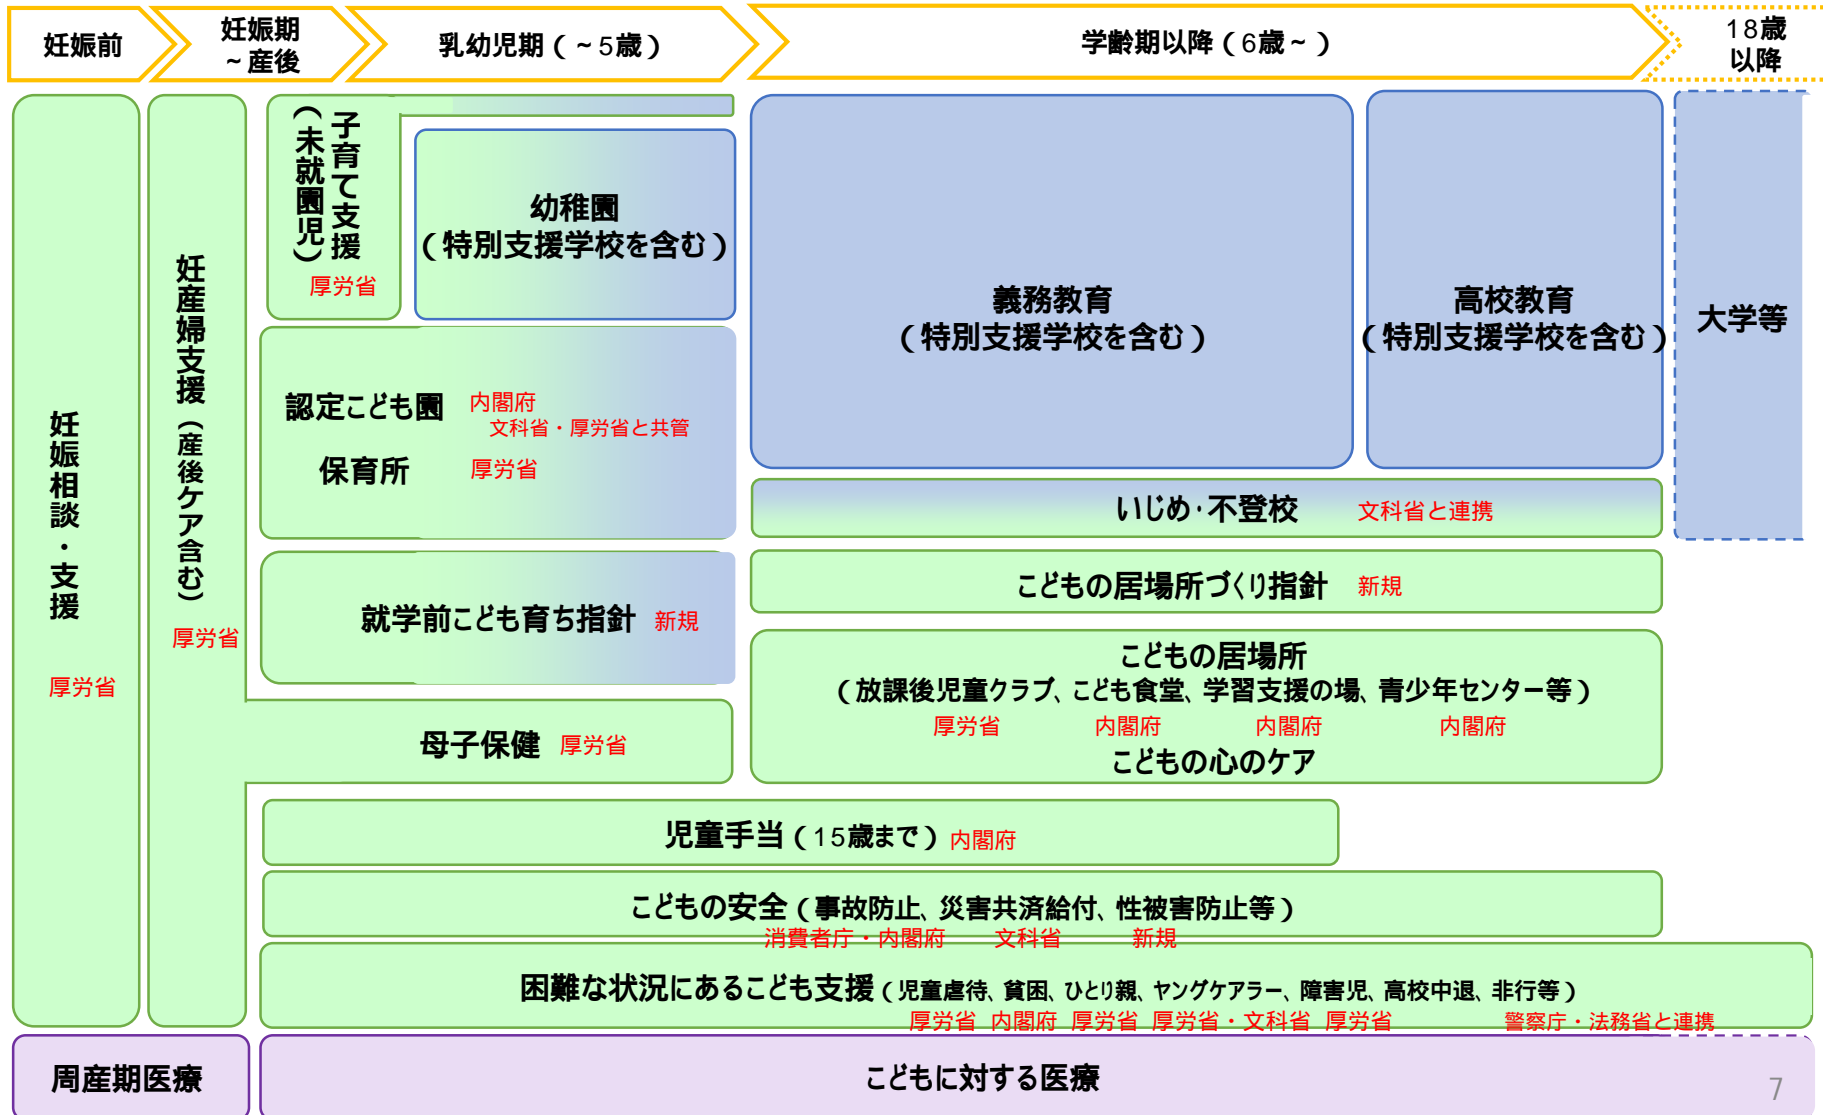 妊娠前
妊娠期
～産後
乳幼児期（～5歳）
学齢期以降（6歳～）
18歳
以降
妊娠相談・支援
厚労省
妊産婦支援（産後ケア含む）
厚労省
子育て支援
（未就園児）
厚労省
幼稚園
（特別支援学校を含む）
認定こども園 内閣府
文科省・厚労省と共管
保育所 厚労省
就学前こども育ち指針 新規
母子保健 厚労省
義務教育
（特別支援学校を含む）
高校教育
（特別支援学校を含む）
大学等
いじめ・不登校 文科省と連携
こどもの居場所づくり指針 新規
こどもの居場所
（放課後児童クラブ、こども食堂、学習支援の場、青少年センター等）
厚労省 内閣府 内閣府 内閣府
こどもの心のケア
児童手当（15歳まで） 内閣府
こどもの安全（事故防止、災害共済給付、性被害防止等）
消費者庁・内閣府 文科省 新規
困難な状況にあるこども支援（児童虐待、貧困、ひとり親、ヤングケアラー、障害児、高校中退、非行等）
厚労省 内閣府 厚労省 厚労省・文科省 厚労省 警察庁・法務省と連携
周産期医療
こどもに対する医療
7